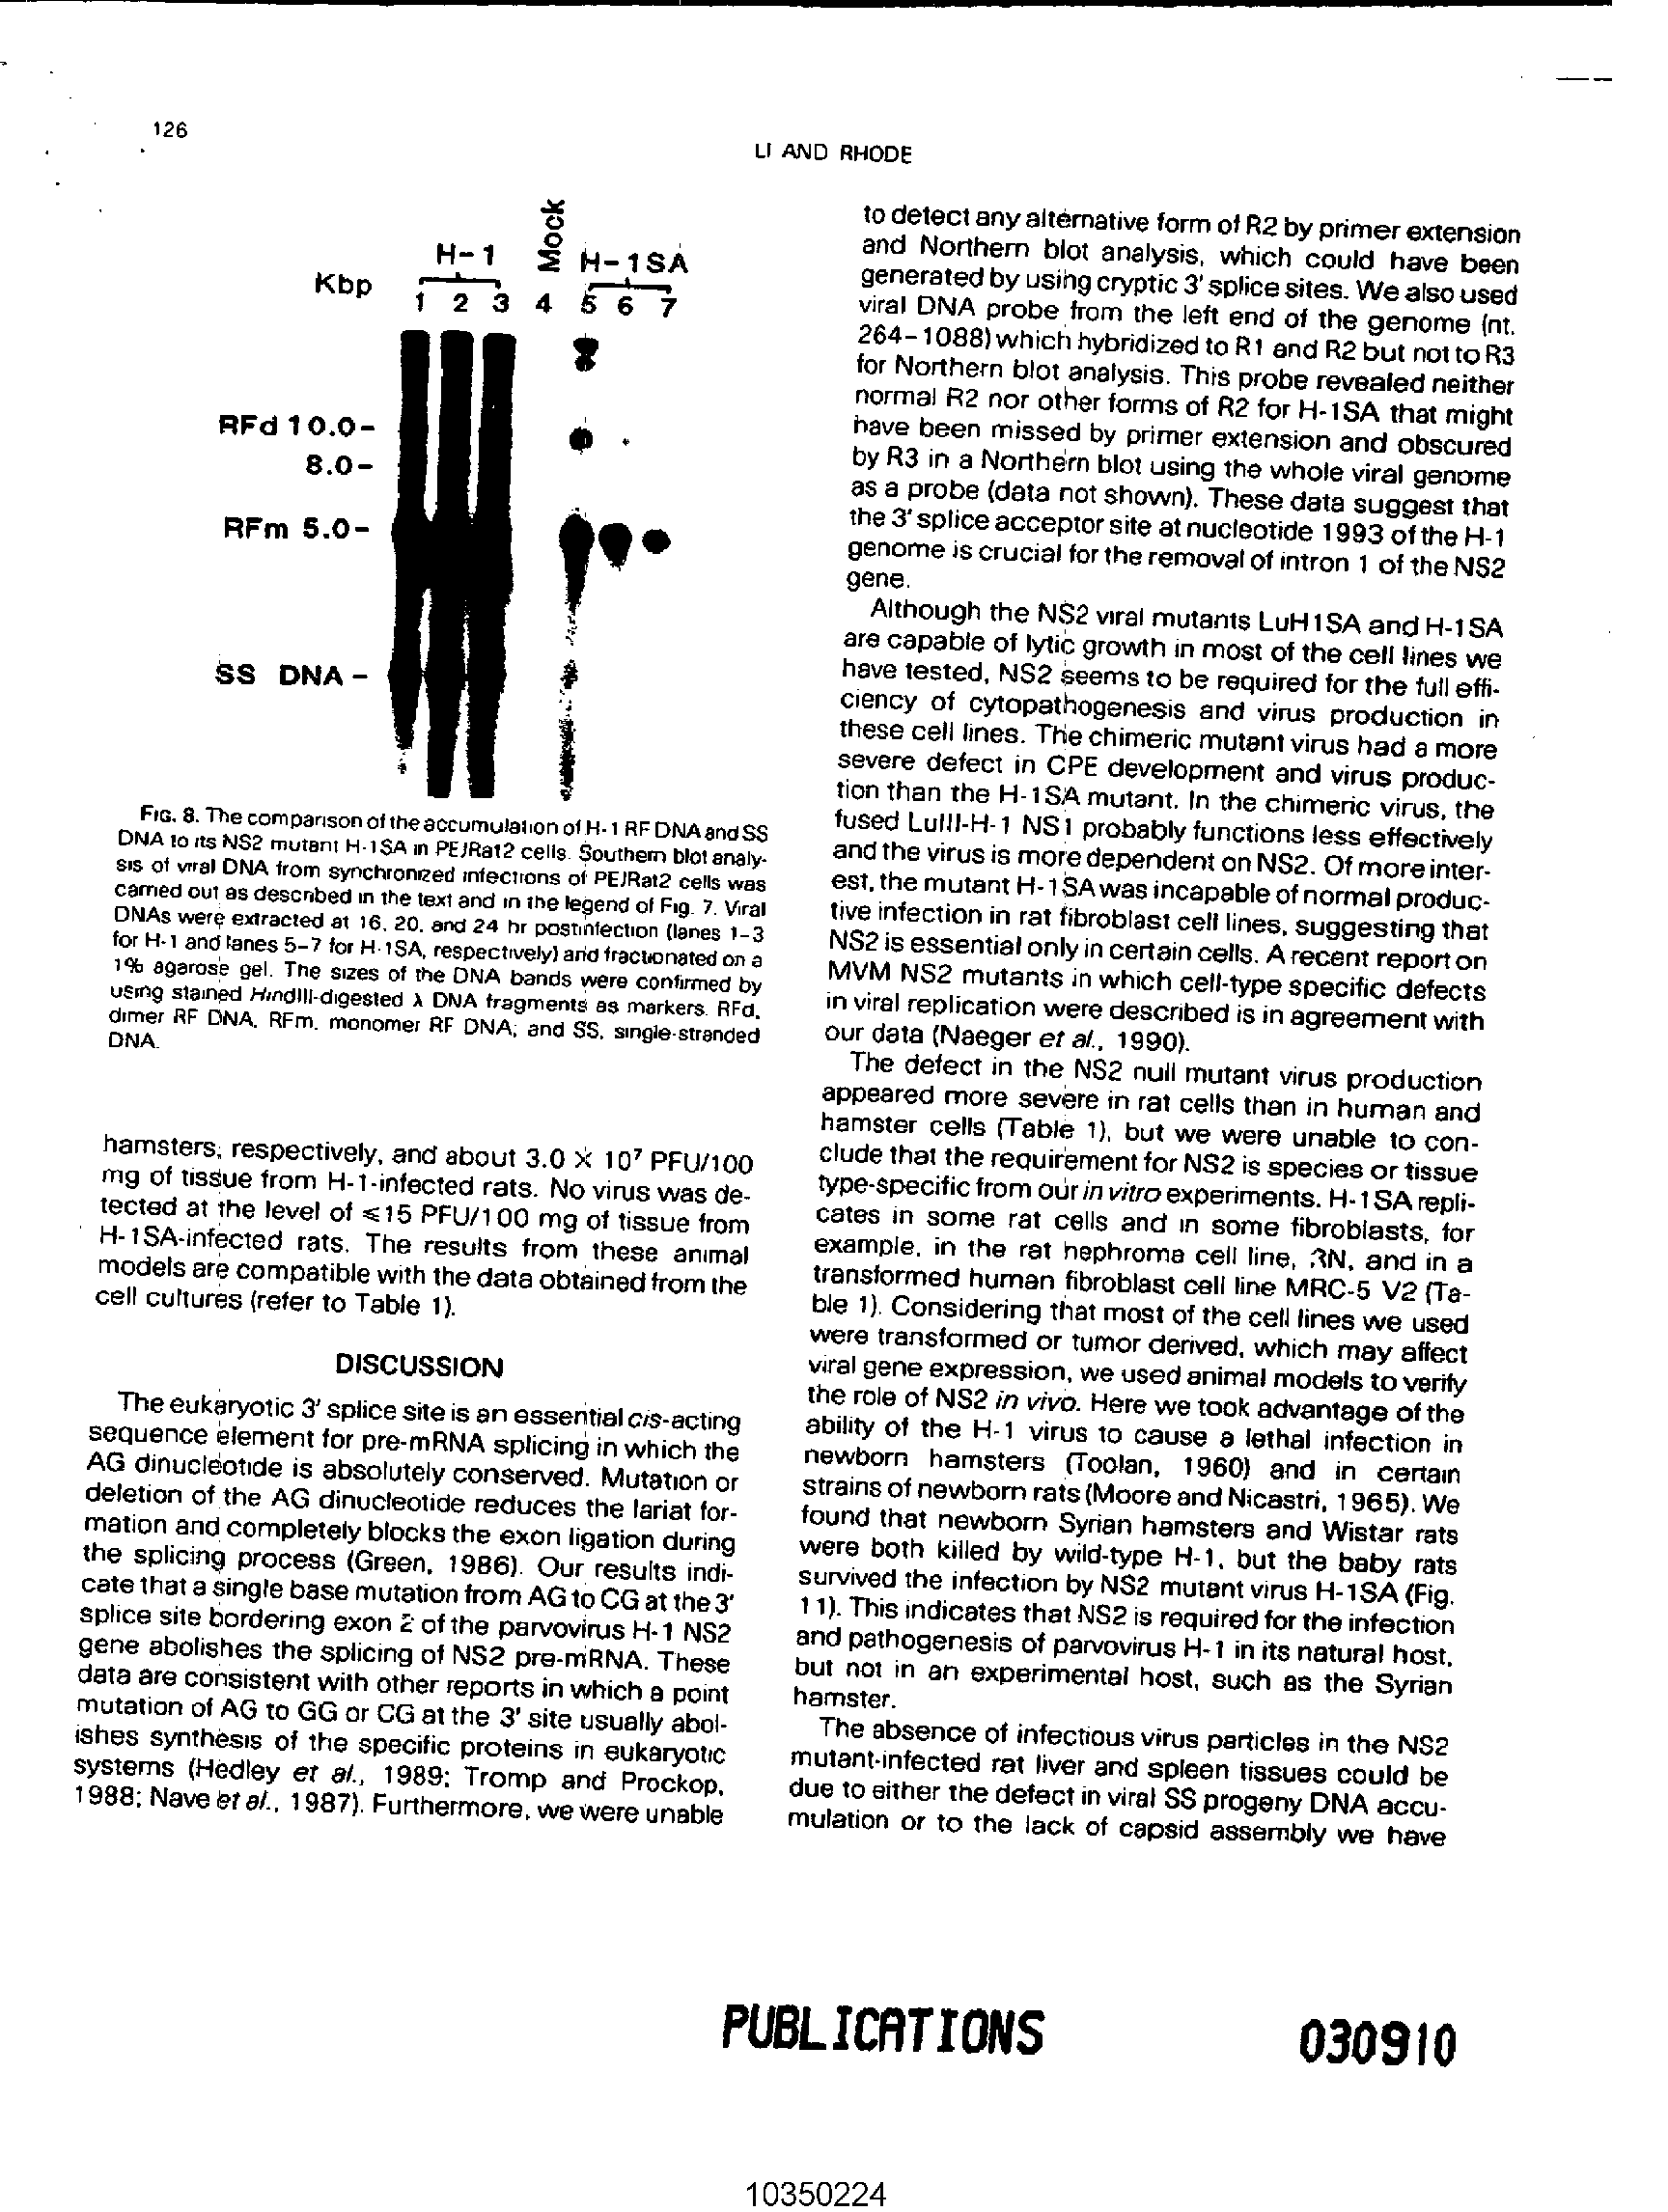 126
LI AND RHODE
Kbp
H-1
Mock
H-1SA
1 2 3 4 5 6 7
RFd 10.0-
8.0-
RFm 5.0-
SS DNA-
FIG. 8. The comparison of the accumulation of H-1 RF DNA and SS
DNA to its NS2 mutant H-1SA in PEJRat2 cells. Southern blot analy-
sis of viral DNA from synchronized infections of PEJRat2 cells was
carried out as described in the text and in the legend of Fig. 7. Viral
DNAs were extracted at 16, 20, and 24 hr postinfection (lanes 1-3
for H-1 and lanes 5-7 for H-1SA, respectively) and fractionated on a
1% agarose gel. The sizes of the DNA bands were confirmed by
using stained HindIII-digested λ DNA fragments as markers. RFd,
dimer RF DNA, RFm, monomer RF DNA; and SS, single-stranded
DNA.
hamsters, respectively, and about 3.0 × 10⁷ PFU/100
mg of tissue from H-1-infected rats. No virus was de-
tected at the level of ≤15 PFU/100 mg of tissue from
H-1SA-infected rats. The results from these animal
models are compatible with the data obtained from the
cell cultures (refer to Table 1).
DISCUSSION
The eukaryotic 3' splice site is an essential cis-acting
sequence element for pre-mRNA splicing in which the
AG dinucleotide is absolutely conserved. Mutation or
deletion of the AG dinucleotide reduces the lariat for-
mation and completely blocks the exon ligation during
the splicing process (Green, 1986). Our results indi-
cate that a single base mutation from AG to CG at the 3'
splice site bordering exon 2 of the parvovirus H-1 NS2
gene abolishes the splicing of NS2 pre-mRNA. These
data are consistent with other reports in which a point
mutation of AG to GG or CG at the 3' site usually abol-
ishes synthesis of the specific proteins in eukaryotic
systems (Hedley et al., 1989; Tromp and Prockop,
1988; Nave et al., 1987). Furthermore, we were unable
to detect any alternative form of R2 by primer extension
and Northern blot analysis, which could have been
generated by using cryptic 3' splice sites. We also used
viral DNA probe from the left end of the genome (nt.
264-1088) which hybridized to R1 and R2 but not to R3
for Northern blot analysis. This probe revealed neither
normal R2 nor other forms of R2 for H-1SA that might
have been missed by primer extension and obscured
by R3 in a Northern blot using the whole viral genome
as a probe (data not shown). These data suggest that
the 3' splice acceptor site at nucleotide 1993 of the H-1
genome is crucial for the removal of intron 1 of the NS2
gene.
Although the NS2 viral mutants LuH1SA and H-1SA
are capable of lytic growth in most of the cell lines we
have tested, NS2 seems to be required for the full effi-
ciency of cytopathogenesis and virus production in
these cell lines. The chimeric mutant virus had a more
severe defect in CPE development and virus produc-
tion than the H-1SA mutant. In the chimeric virus, the
fused LuIII-H-1 NS1 probably functions less effectively
and the virus is more dependent on NS2. Of more inter-
est, the mutant H-1SA was incapable of normal produc-
tive infection in rat fibroblast cell lines, suggesting that
NS2 is essential only in certain cells. A recent report on
MVM NS2 mutants in which cell-type specific defects
in viral replication were described is in agreement with
our data (Naeger et al., 1990).
The defect in the NS2 null mutant virus production
appeared more severe in rat cells than in human and
hamster cells (Table 1), but we were unable to con-
clude that the requirement for NS2 is species or tissue
type-specific from our in vitro experiments. H-1SA repli-
cates in some rat cells and in some fibroblasts, for
example, in the rat hephroma cell line, RN, and in a
transformed human fibroblast cell line MRC-5 V2 (Ta-
ble 1). Considering that most of the cell lines we used
were transformed or tumor derived, which may affect
viral gene expression, we used animal models to verify
the role of NS2 in vivo. Here we took advantage of the
ability of the H-1 virus to cause a lethal infection in
newborn hamsters (Toolan, 1960) and in certain
strains of newborn rats (Moore and Nicastri, 1965). We
found that newborn Syrian hamsters and Wistar rats
were both killed by wild-type H-1, but the baby rats
survived the infection by NS2 mutant virus H-1SA (Fig.
11). This indicates that NS2 is required for the infection
and pathogenesis of parvovirus H-1 in its natural host,
but not in an experimental host, such as the Syrian
hamster.
The absence of infectious virus particles in the NS2
mutant-infected rat liver and spleen tissues could be
due to either the defect in viral SS progeny DNA accu-
mulation or to the lack of capsid assembly we have
PUBLICATIONS
030910
10350224